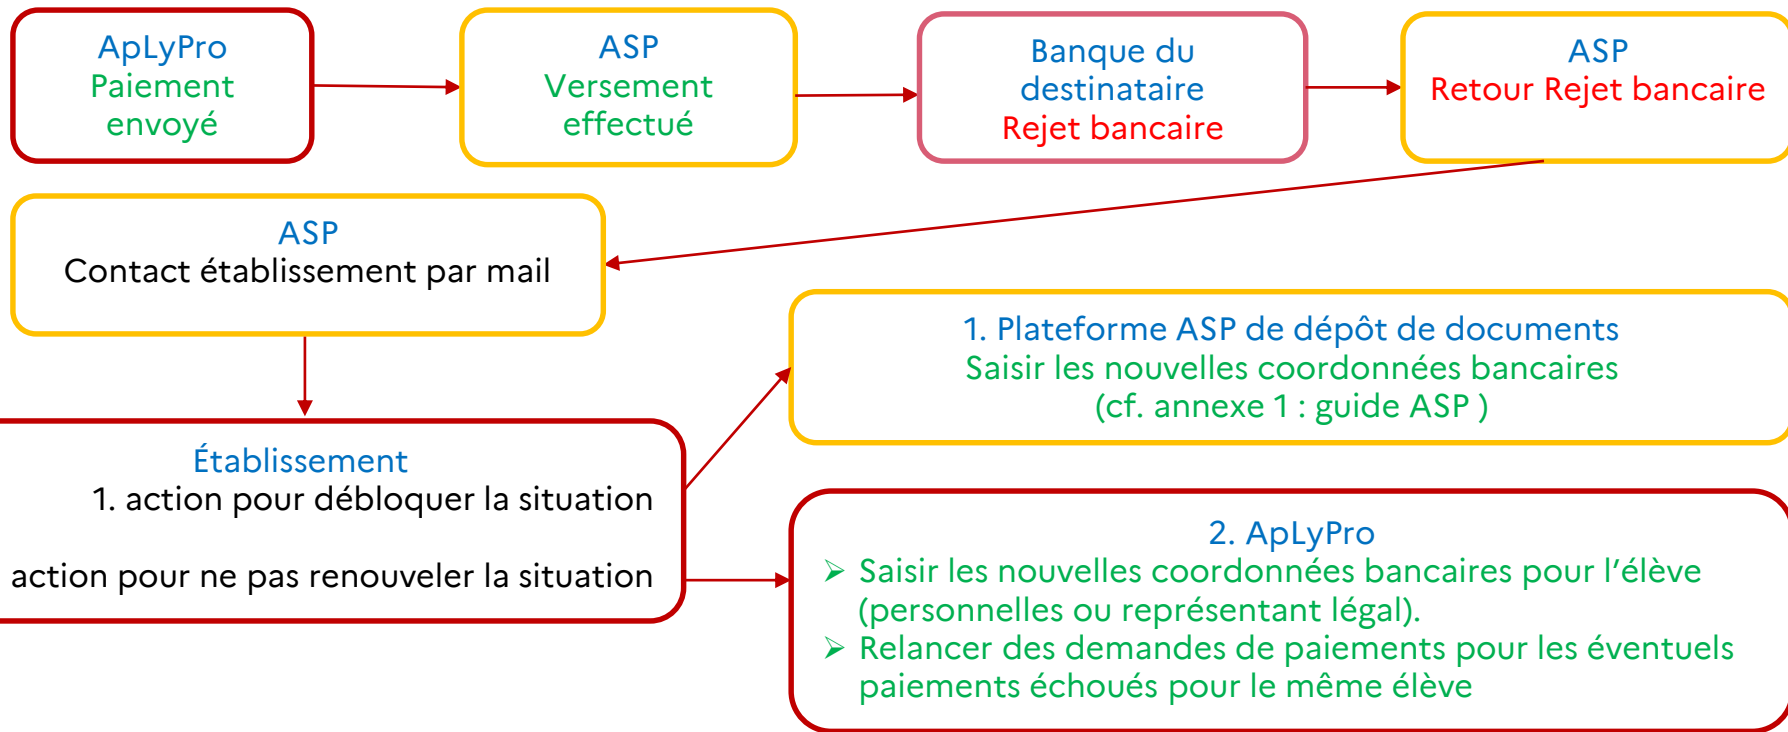 ApLyPro
Paiement
envoyé
ASP
Versement
effectué
Banque du
destinataire
Rejet bancaire
ASP
Retour Rejet bancaire
ASP
Contact établissement par mail
1. Plateforme ASP de dépôt de documents
Saisir les nouvelles coordonnées bancaires
(cf. annexe 1 : guide ASP )
Établissement
1. action pour débloquer la situation
action pour ne pas renouveler la situation
2. ApLyPro
➢ Saisir les nouvelles coordonnées bancaires pour l’élève
(personnelles ou représentant légal).
➢ Relancer des demandes de paiements pour les éventuels
paiements échoués pour le même élève